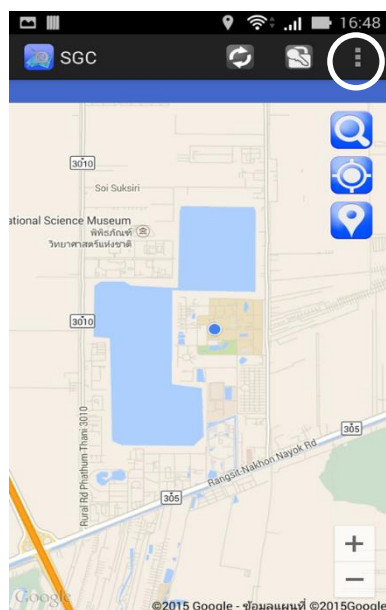 16:48
SGC
3010
Soi Suksiri
ational Science Museum
พิพิธภัณฑ์
วิทยาศาสตร์แห่งชาติ
3010
Rural Rd Phathum Thani 3010
305
Rangsit-Nakhon Nayok Rd
305
+
−
Google
©2015 Google - ข้อมูลแผนที่ ©2015Google